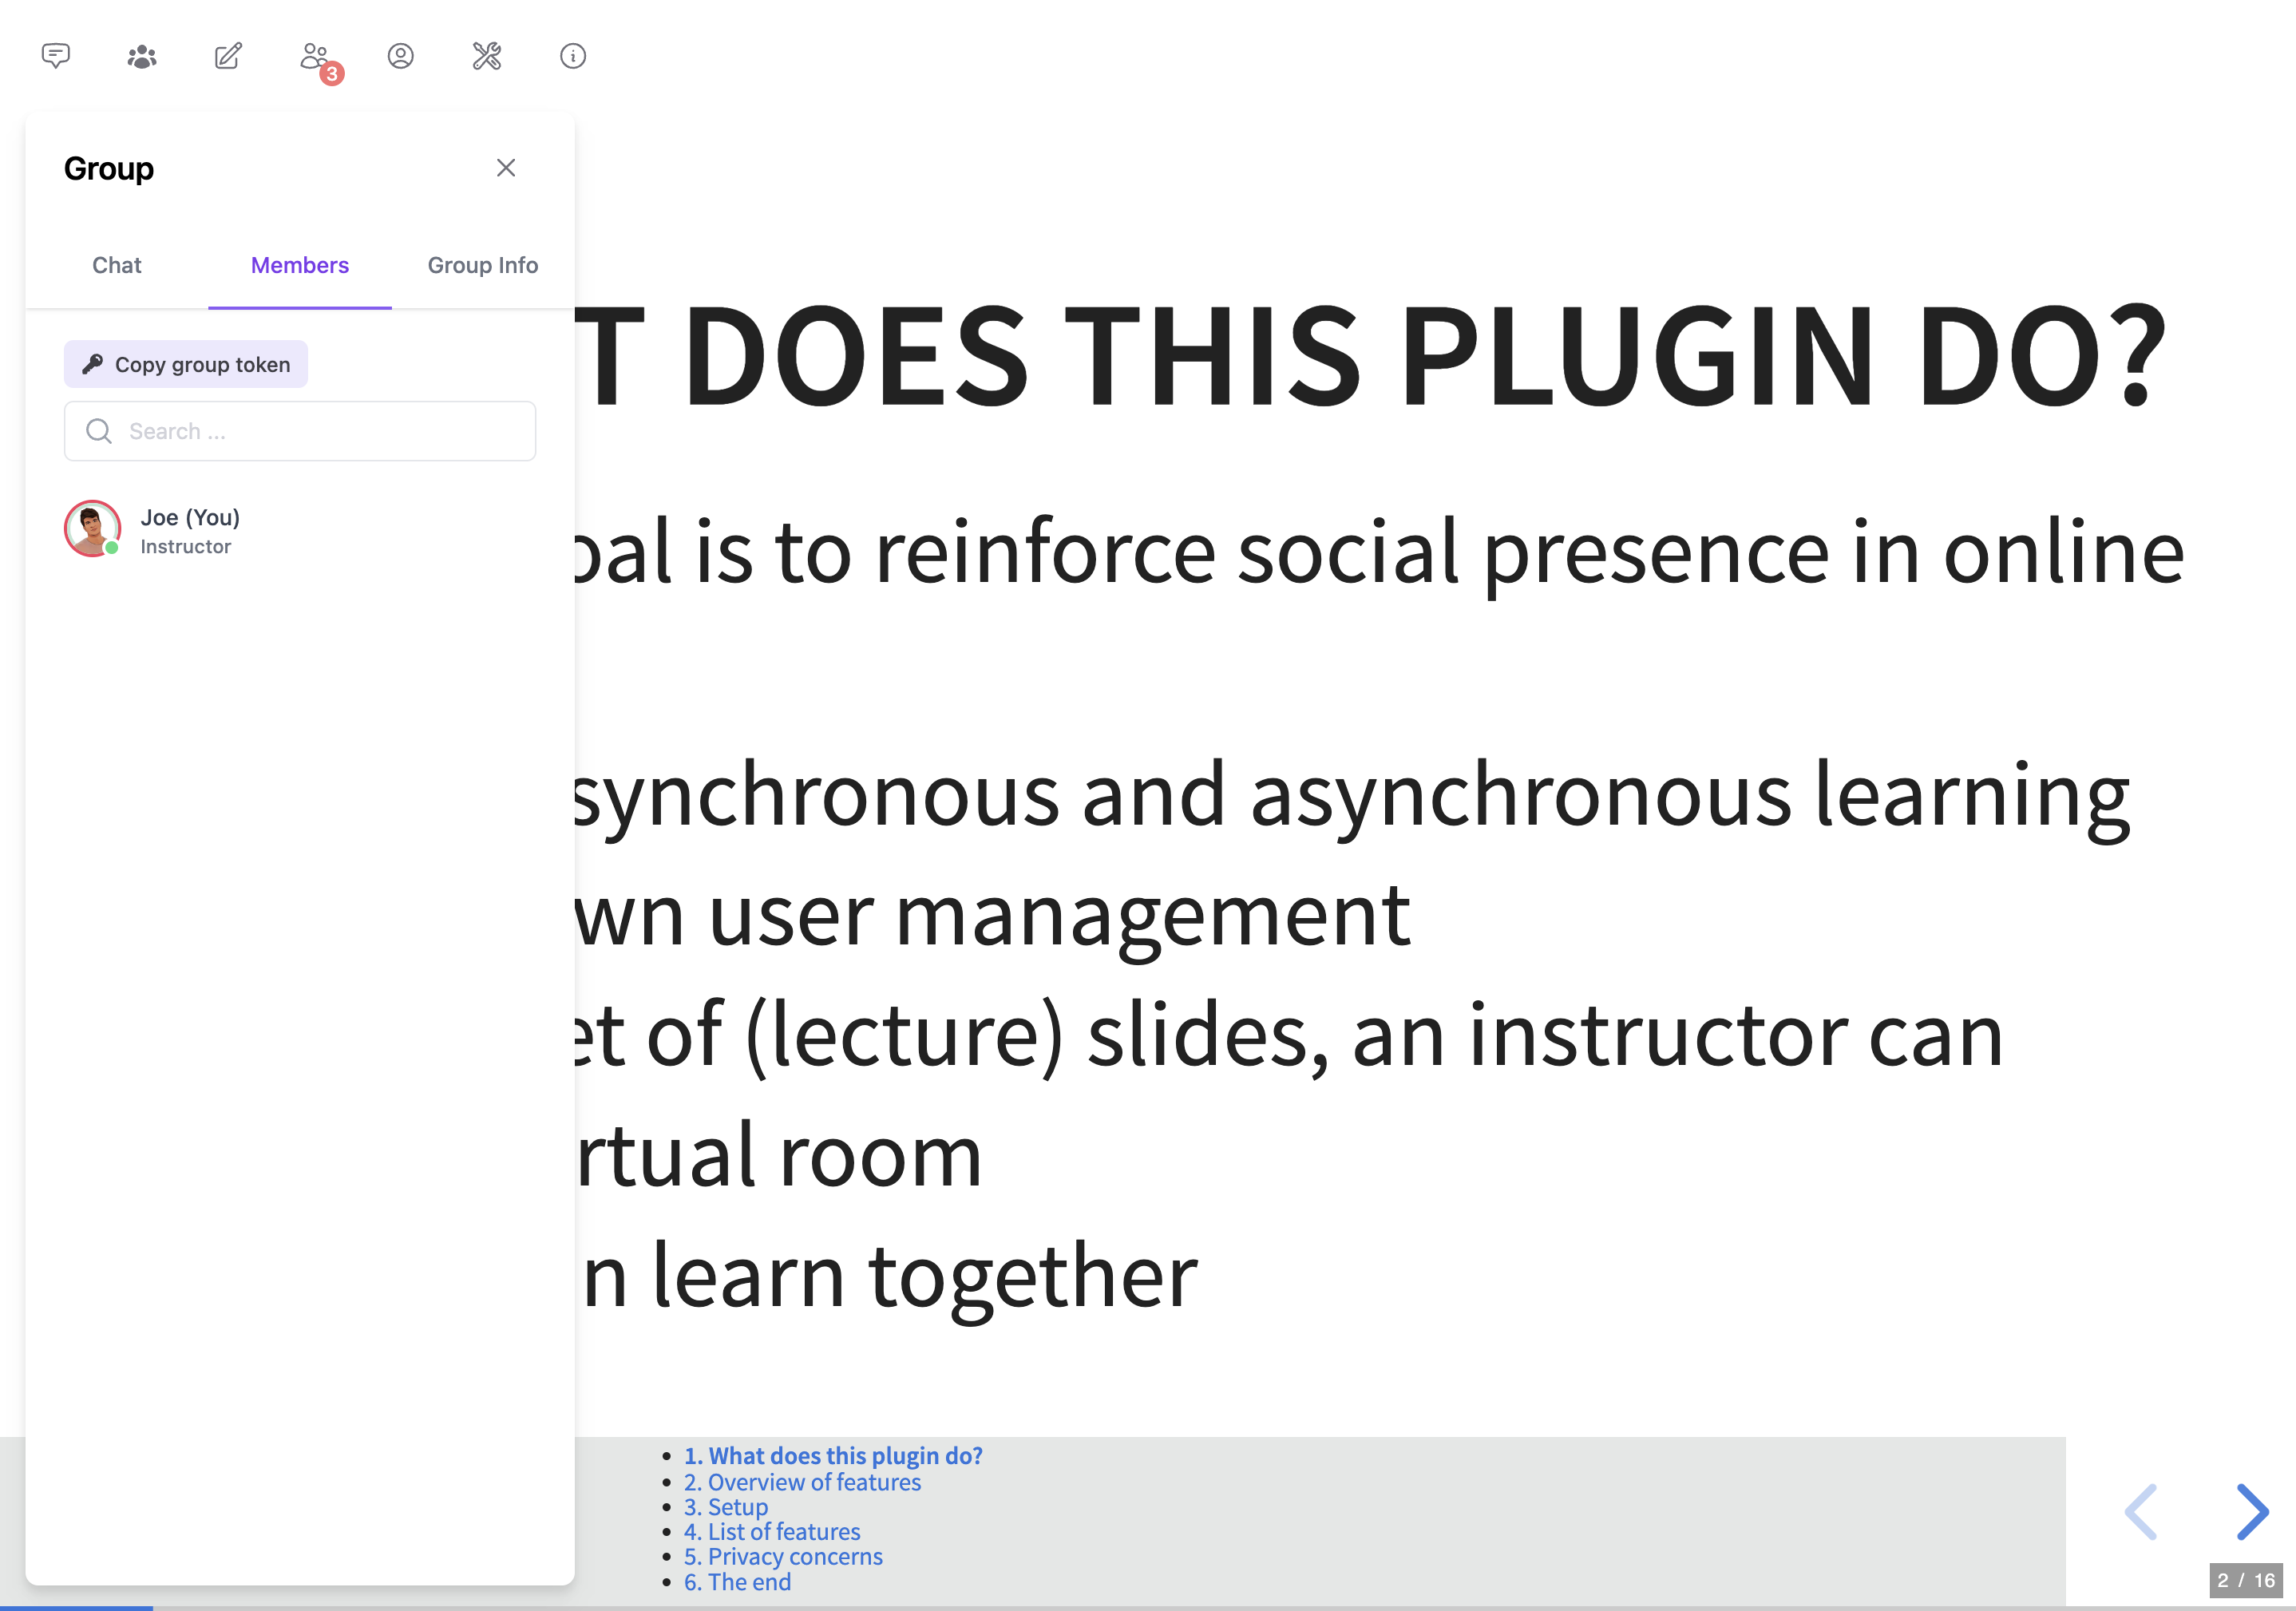 3
Group
Chat Members Group Info
Copy group token
Search ...
Joe (You)
Instructor
T DOES THIS PLUGIN DO?
oal is to reinforce social presence in online
synchronous and asynchronous learning
wn user management
et of (lecture) slides, an instructor can
rtual room
n learn together
1. What does this plugin do?
2. Overview of features
3. Setup
4. List of features
5. Privacy concerns
6. The end
2 / 16